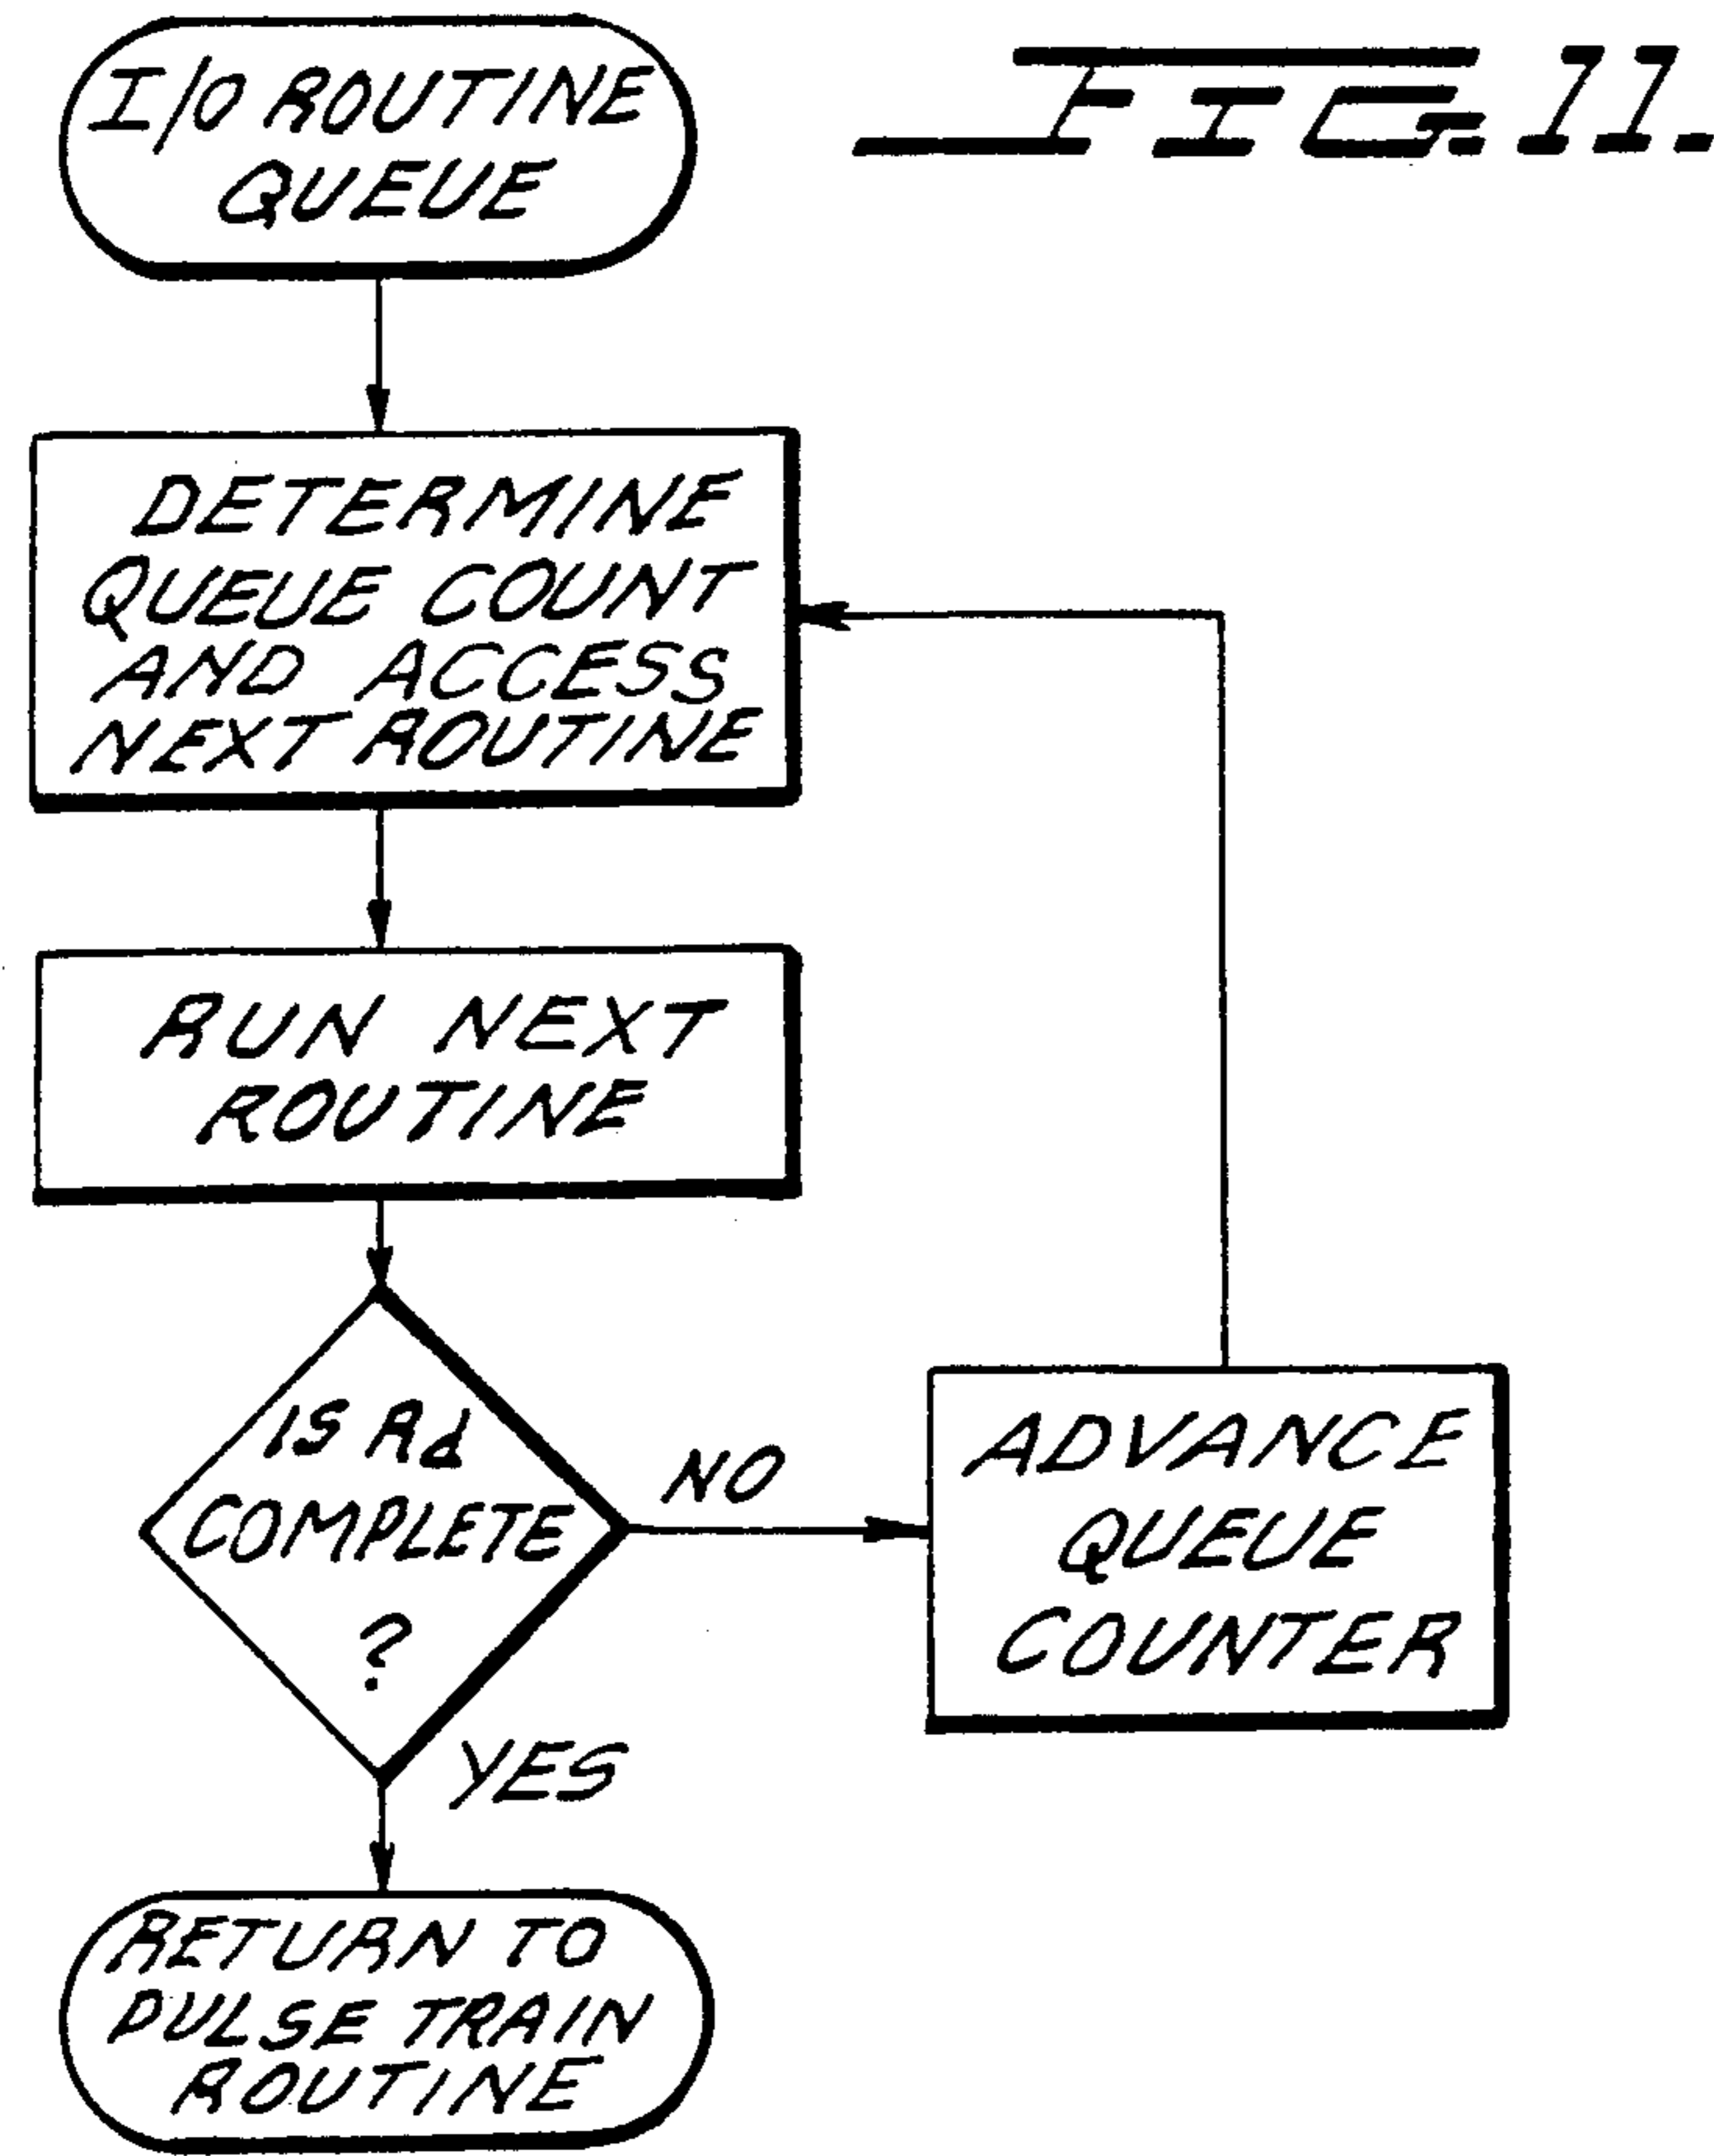 I/O ROUTINE
QUEUE
FIG. 11.
DETERMINE
QUEUE COUNT
AND ACCESS
NEXT ROUTINE
RUN NEXT
ROUTINE
IS Rd
COMPLETE
?
NO
ADVANCE
QUEUE
COUNTER
YES
RETURN TO
PULSE TRAIN
ROUTINE